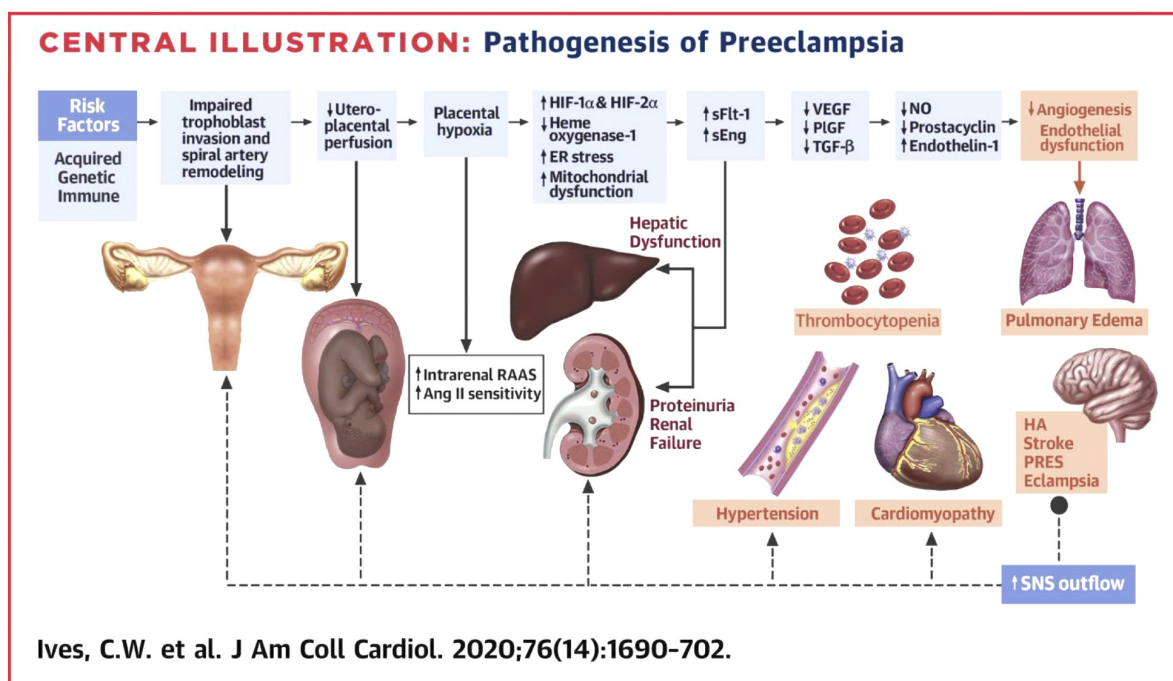 CENTRAL ILLUSTRATION: Pathogenesis of Preeclampsia
Risk
Factors
Acquired
Genetic
Immune
Impaired
trophoblast
invasion and
spiral artery
remodeling
↓Utero-
placental
perfusion
Placental
hypoxia
↑HIF-1α & HIF-2α
↓Heme
oxygenase-1
↑ER stress
↑Mitochondrial
dysfunction
↑sFlt-1
↑sEng
↓VEGF
↓PlGF
↓TGF-β
↓NO
↓Prostacyclin
↑Endothelin-1
↓Angiogenesis
Endothelial
dysfunction
Hepatic
Dysfunction
Thrombocytopenia
Pulmonary Edema
↑Intrarenal RAAS
↑Ang II sensitivity
Proteinuria
Renal
Failure
HA
Stroke
PRES
Eclampsia
Hypertension
Cardiomyopathy
↑SNS outflow
Ives, C.W. et al. J Am Coll Cardiol. 2020;76(14):1690-702.